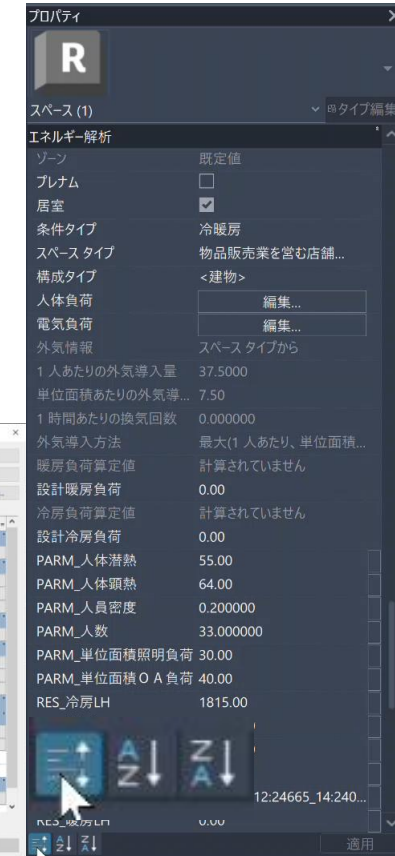 プロパティ
R
スペース (1)
タイプ編集
エネルギー解析
ゾーン 既定値
プレナム
居室
条件タイプ 冷暖房
スペース タイプ 物品販売業を営む店舗...
構成タイプ <建物>
人体負荷 編集...
電気負荷 編集...
外気情報 スペース タイプから
1 人あたりの外気導入量 37.5000
単位面積あたりの外気導... 7.50
1 時間あたりの換気回数 0.000000
外気導入方法 最大(1 人あたり、単位面積...
暖房負荷算定値 計算されていません
設計暖房負荷 0.00
冷房負荷算定値 計算されていません
設計冷房負荷 0.00
PARM_人体潜熱 55.00
PARM_人体顕熱 64.00
PARM_人員密度 0.200000
PARM_人数 33.000000
PARM_単位面積照明負荷 30.00
PARM_単位面積ＯＡ負荷 40.00
RES_冷房LH 1815.00
A
Z
Z
A
12:24665_14:240...
RES_暖房LH 0.00
適用